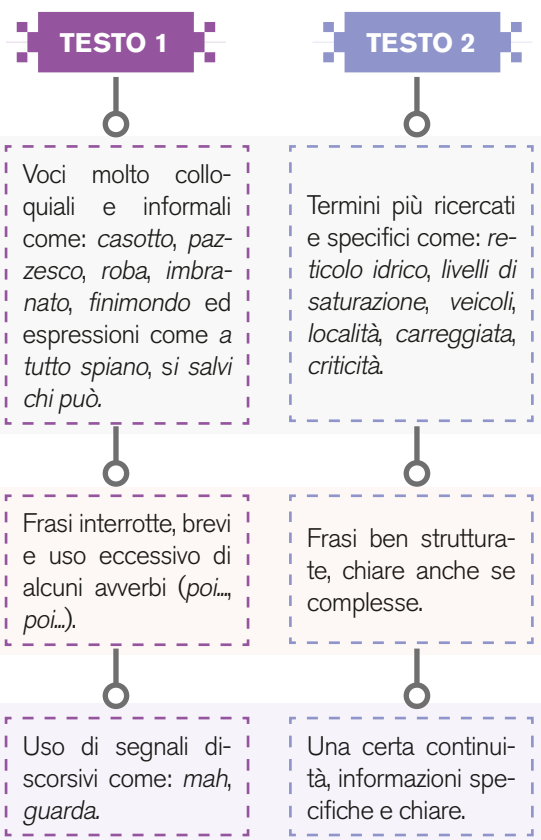 TESTO 1
Voci molto collo-
quiali e informali
come: casotto, paz-
zesco, roba, imbra-
nato, finimondo ed
espressioni come a
tutto spiano, si salvi
chi può.
Frasi interrotte, brevi
e uso eccessivo di
alcuni avverbi (poi...,
poi...).
Uso di segnali di-
scorsivi come: mah,
guarda.
TESTO 2
Termini più ricercati
e specifici come: re-
ticolo idrico, livelli di
saturazione, veicoli,
località, carreggiata,
criticità.
Frasi ben struttura-
te, chiare anche se
complesse.
Una certa continui-
tà, informazioni spe-
cifiche e chiare.